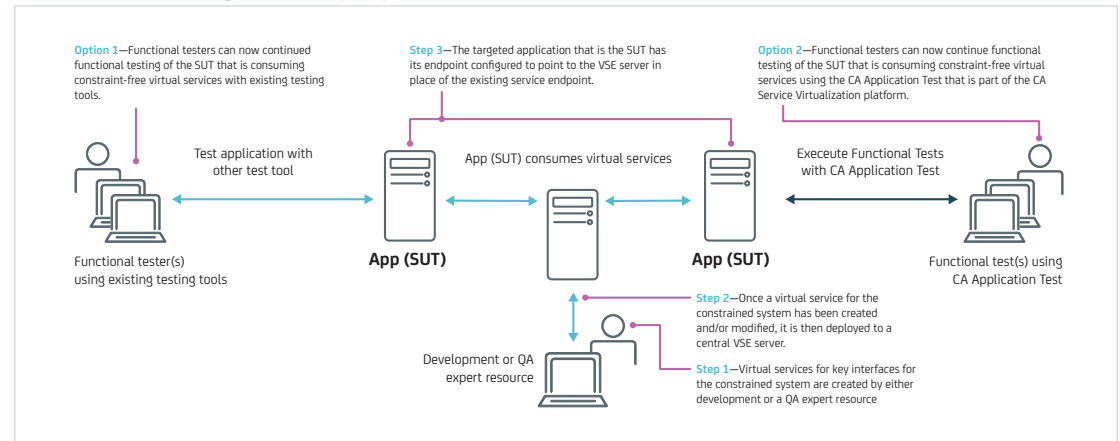 Option 1—Functional testers can now continued
functional testing of the SUT that is consuming
constraint-free virtual services with existing testing
tools.
Step 3—The targeted application that is the SUT has
its endpoint configured to point to the VSE server in
place of the existing service endpoint.
Option 2—Functional testers can now continue functional
testing of the SUT that is consuming constraint-free virtual
services using the CA Application Test that is part of the CA
Service Virtualization platform.
Test application with
other test tool
App (SUT) consumes virtual services
Execeute Functional Tests
with CA Application Test
Functional tester(s)
using existing testing tools
App (SUT)
App (SUT)
Functional test(s) using
CA Application Test
Step 2—Once a virtual service for the
constrained system has been created
and/or modified, it is then deployed to a
central VSE server.
Development or QA
expert resource
Step 1—Virtual services for key interfaces for
the constrained system are created by either
development or a QA expert resource